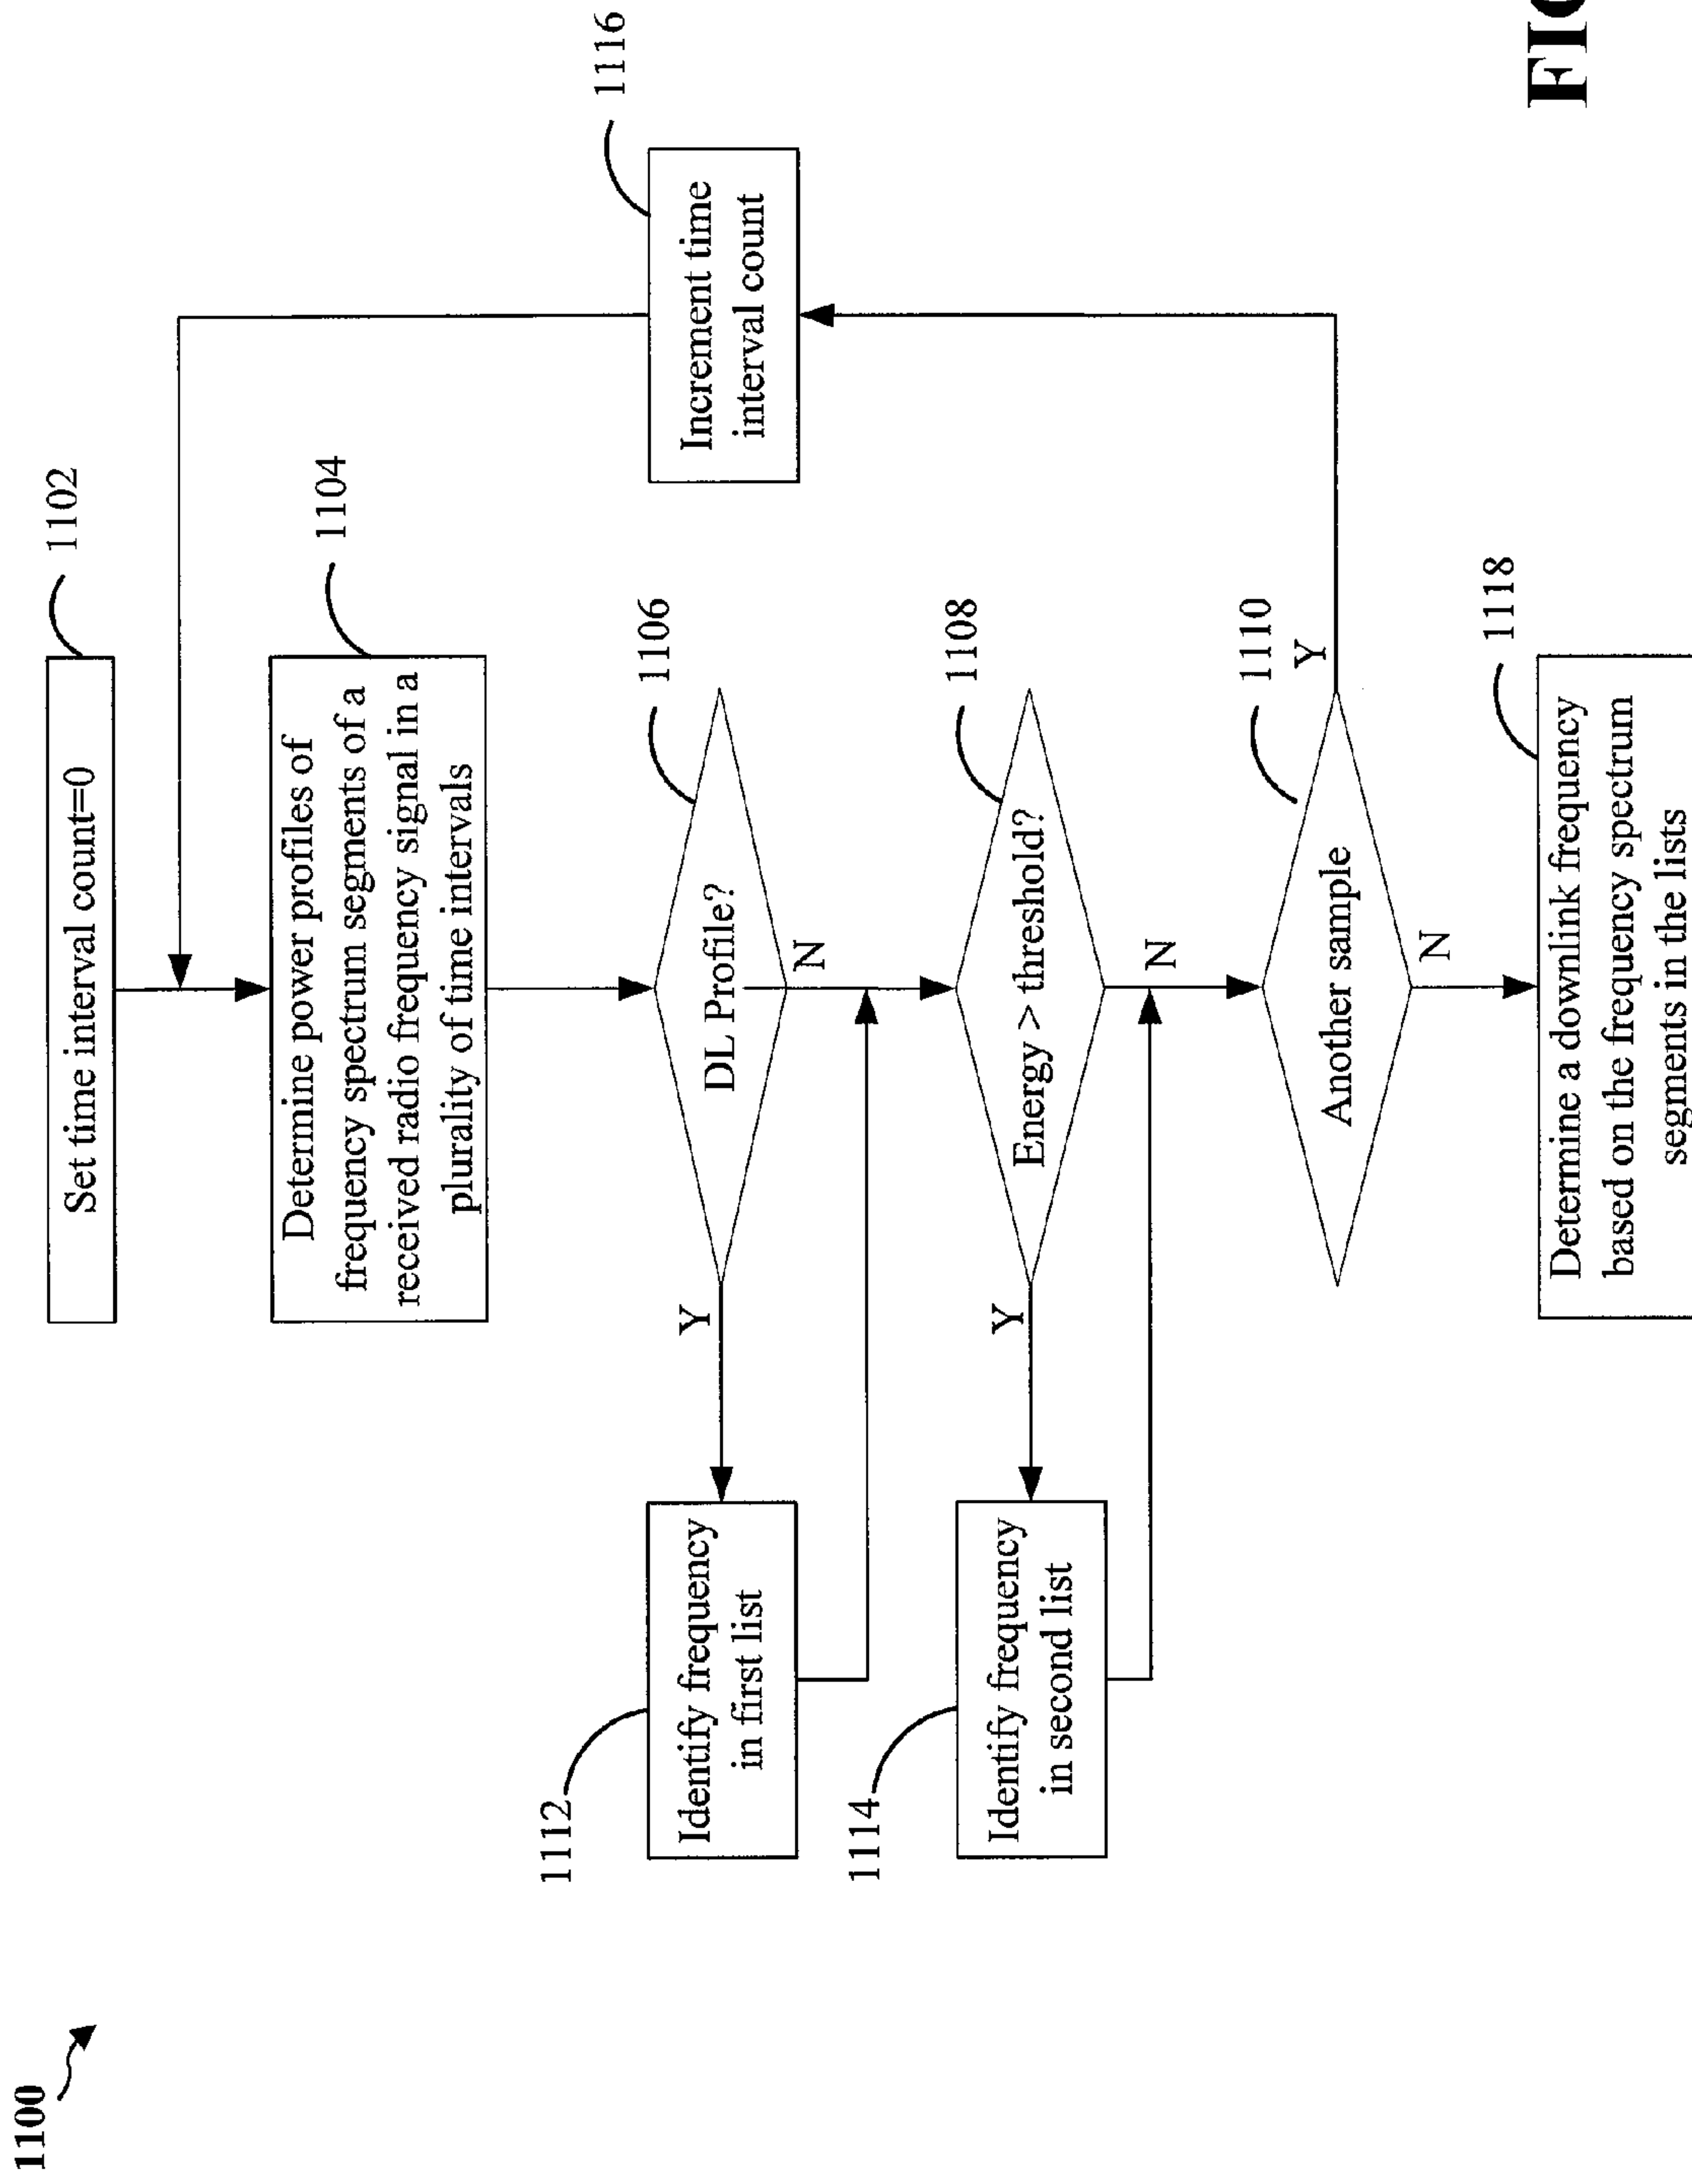 1100
Set time interval count=0
1102
Determine power profiles of
frequency spectrum segments of a
received radio frequency signal in a
plurality of time intervals
1104
DL Profile?
1106
Y
N
1112
Identify frequency
in first list
Energy > threshold?
1108
Y
N
1114
Identify frequency
in second list
Another sample
1110
Y
N
Increment time
interval count
1116
Determine a downlink frequency
based on the frequency spectrum
segments in the lists
1118